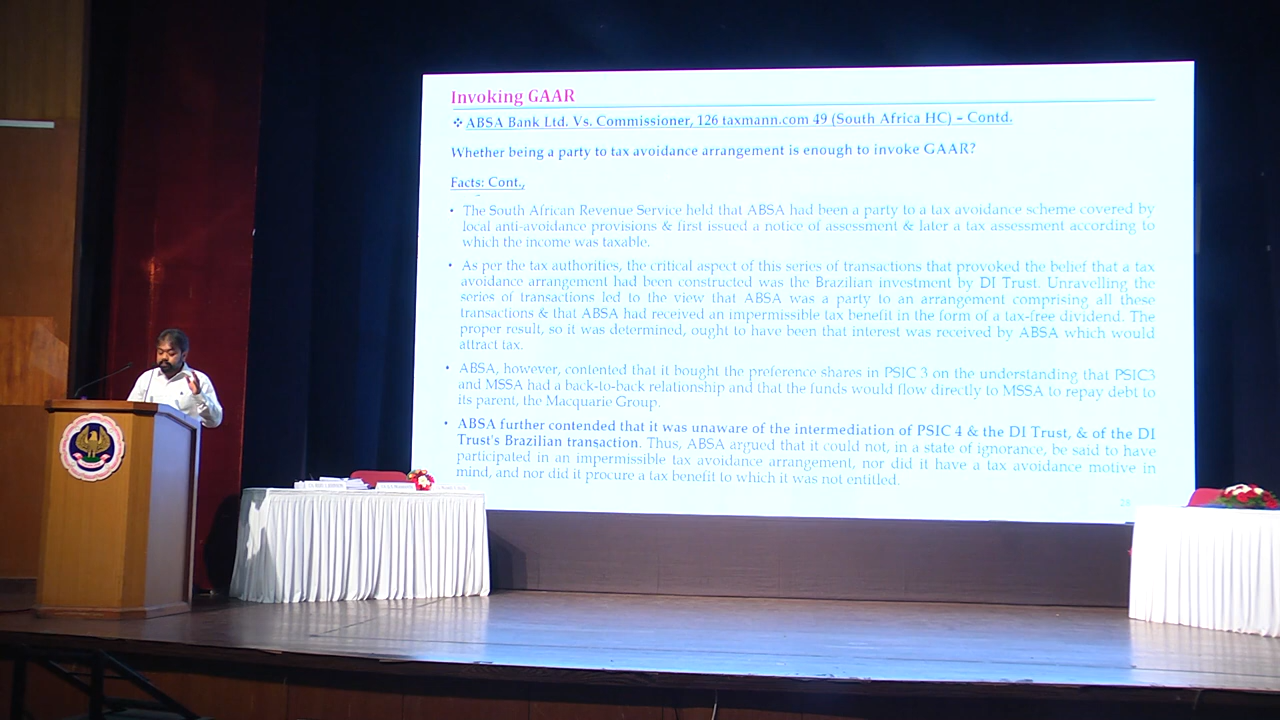 Invoking GAAR
❖ ABSA Bank Ltd. Vs. Commissioner, 126 taxmann.com 49 (South Africa HC) – Contd.
Whether being a party to tax avoidance arrangement is enough to invoke GAAR?
Facts: Cont.,
• The South African Revenue Service held that ABSA had been a party to a tax avoidance scheme covered by
local anti-avoidance provisions & first issued a notice of assessment & later a tax assessment according to
which the income was taxable.
• As per the tax authorities, the critical aspect of this series of transactions that provoked the belief that a tax
avoidance arrangement had been constructed was the Brazilian investment by DI Trust. Unravelling the
series of transactions led to the view that ABSA was a party to an arrangement comprising all these
transactions & that ABSA had received an impermissible tax benefit in the form of a tax-free dividend. The
proper result, so it was determined, ought to have been that interest was received by ABSA which would
attract tax.
• ABSA, however, contented that it bought the preference shares in PSIC 3 on the understanding that PSIC3
and MSSA had a back-to-back relationship and that the funds would flow directly to MSSA to repay debt to
its parent, the Macquarie Group.
• ABSA further contended that it was unaware of the intermediation of PSIC 4 & the DI Trust, & of the DI
Trust's Brazilian transaction. Thus, ABSA argued that it could not, in a state of ignorance, be said to have
participated in an impermissible tax avoidance arrangement, nor did it have a tax avoidance motive in
mind, and nor did it procure a tax benefit to which it was not entitled.